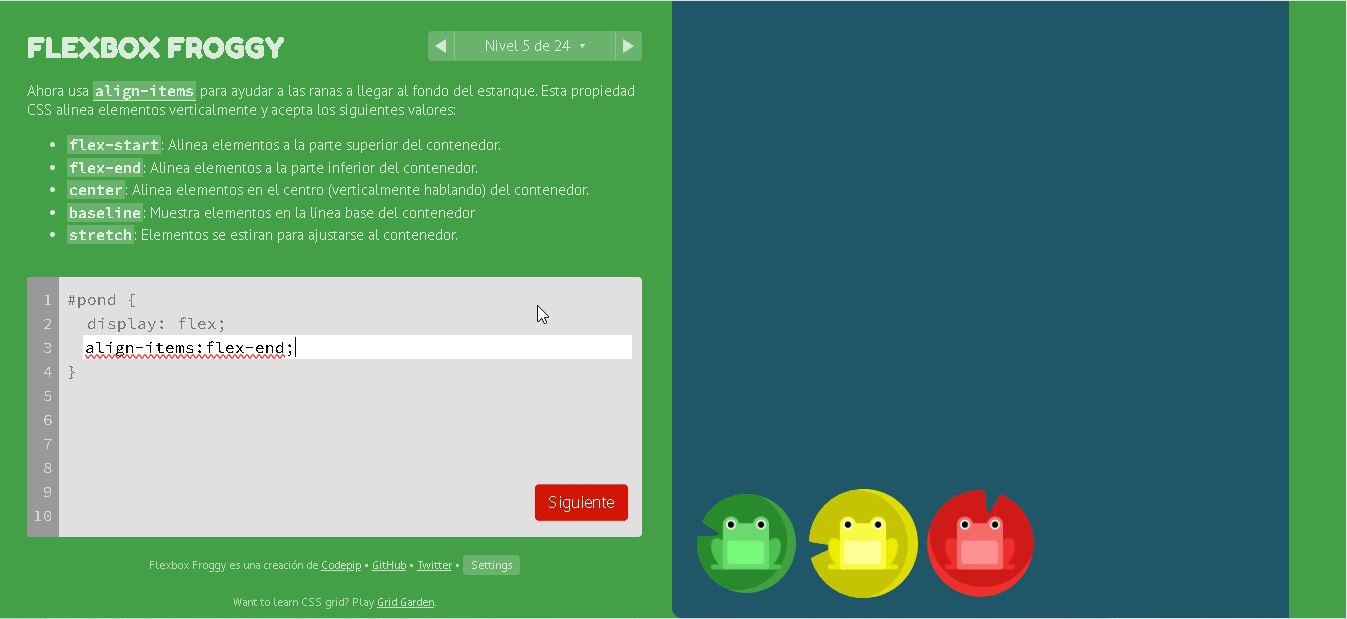 FLEXBOX FROGGY
Nivel 5 de 24
Ahora usa align-items para ayudar a las ranas a llegar al fondo del estanque. Esta propiedad
CSS alinea elementos verticalmente y acepta los siguientes valores:
flex-start: Alinea elementos a la parte superior del contenedor.
flex-end: Alinea elementos a la parte inferior del contenedor.
center: Alinea elementos en el centro (verticalmente hablando) del contenedor.
baseline: Muestra elementos en la línea base del contenedor
stretch: Elementos se estiran para ajustarse al contenedor.
1 #pond {
2 display: flex;
3 align-items:flex-end;
4 }
5
6
7
8
9
10
Siguiente
Flexbox Froggy es una creación de Codepip • GitHub • Twitter • Settings
Want to learn CSS grid? Play Grid Garden.